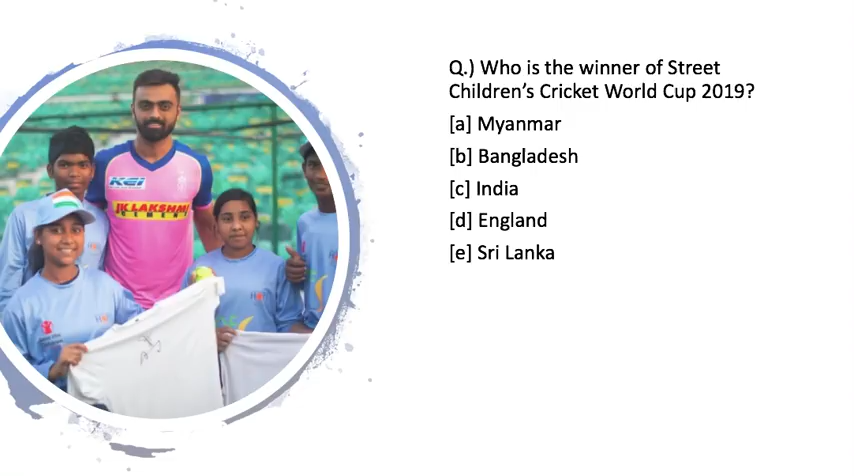 Q.) Who is the winner of Street
Children’s Cricket World Cup 2019?
[a] Myanmar
[b] Bangladesh
[c] India
[d] England
[e] Sri Lanka
KEI
JK LAKSHMI
CEMENT